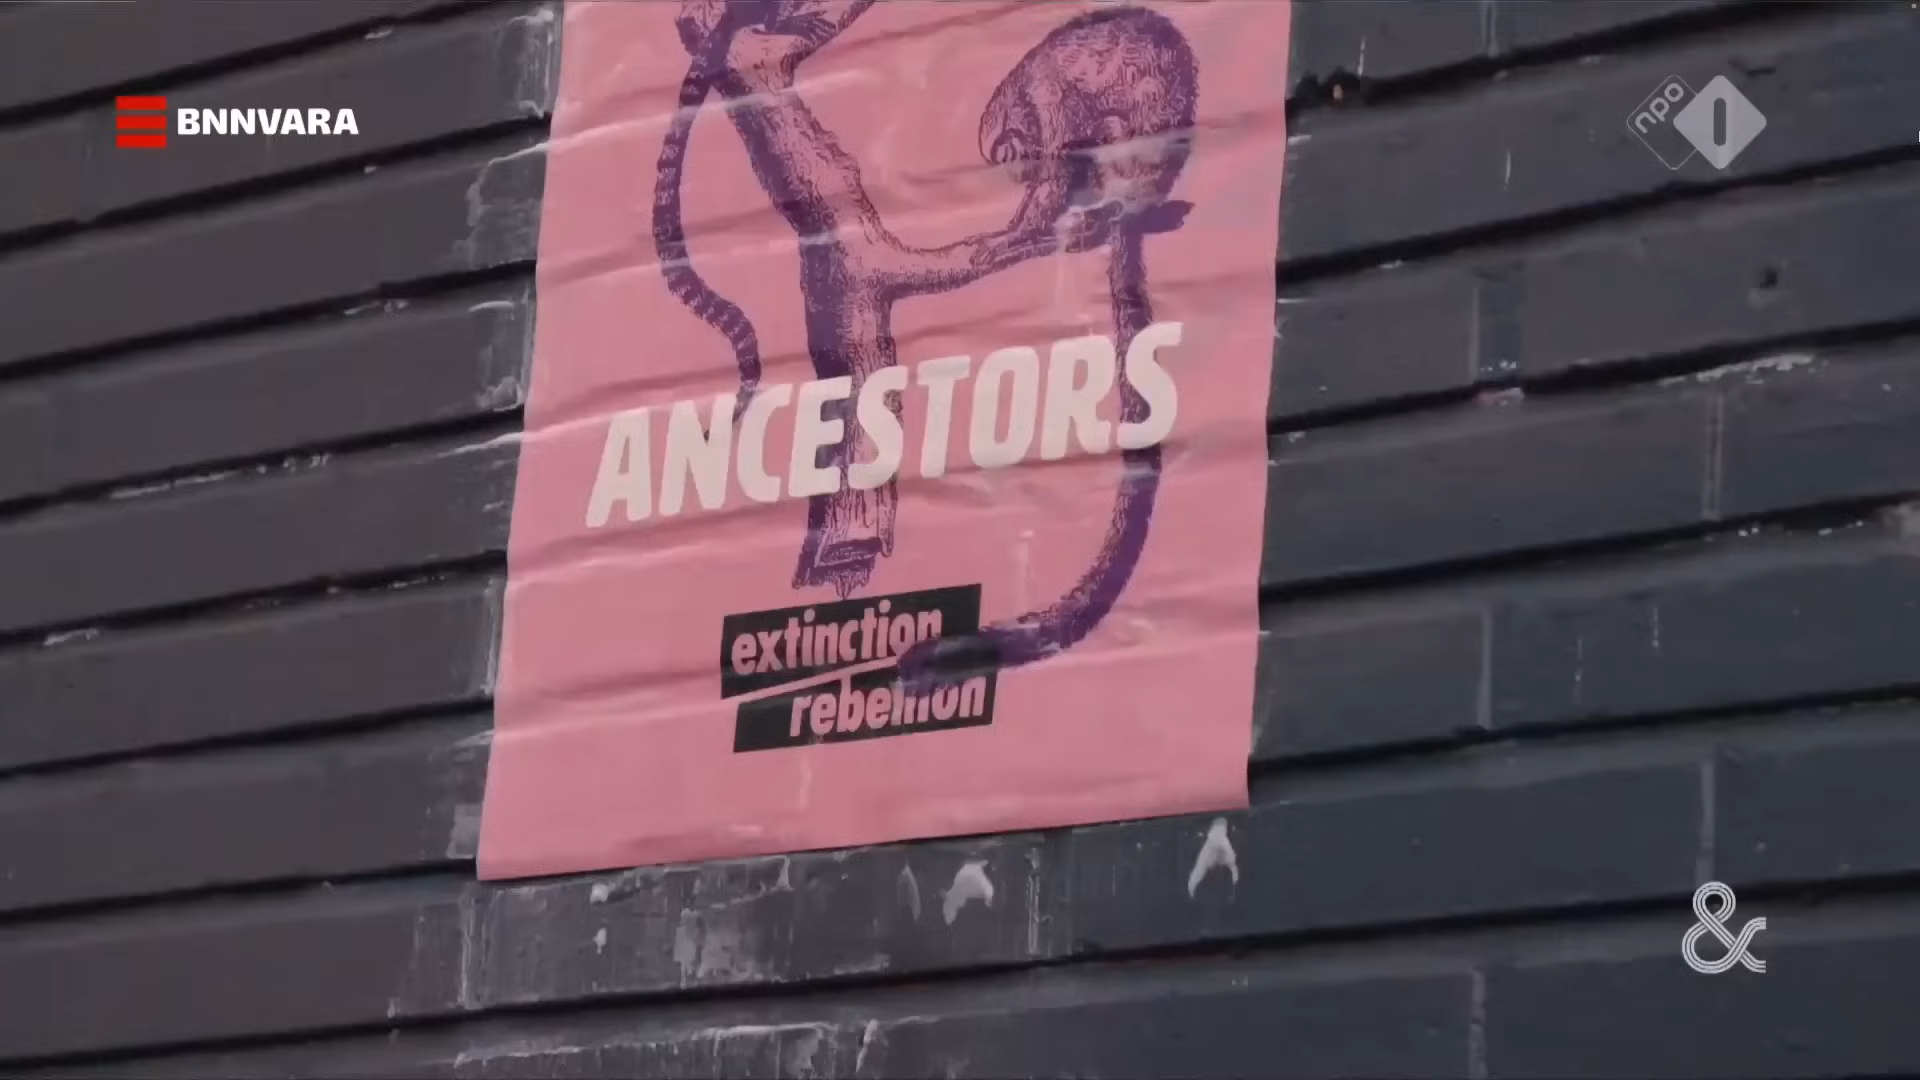 BNNVARA
npo 1
ANCESTORS
extinction
rebellion
&